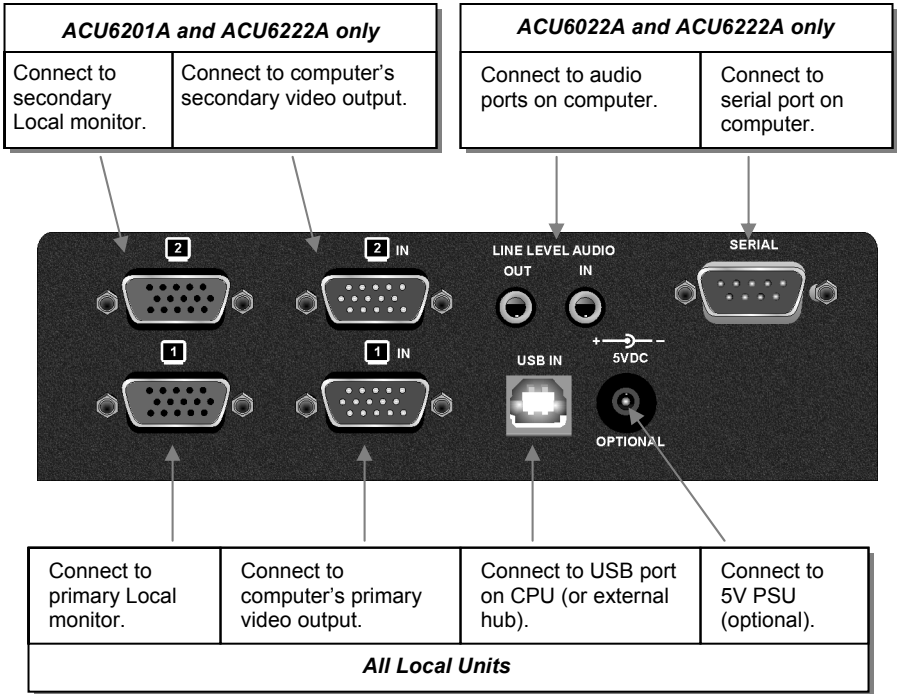 ACU6201A and ACU6222A only
Connect to
secondary
Local monitor.
Connect to computer's
secondary video output.
ACU6022A and ACU6222A only
Connect to audio
ports on computer.
Connect to
serial port on
computer.
2
2 IN
LINE LEVEL AUDIO
OUT
IN
SERIAL
1
1 IN
USB IN
+ -
5VDC
OPTIONAL
Connect to
primary Local
monitor.
Connect to
computer's primary
video output.
Connect to USB port
on CPU (or external
hub).
Connect to
5V PSU
(optional).
All Local Units